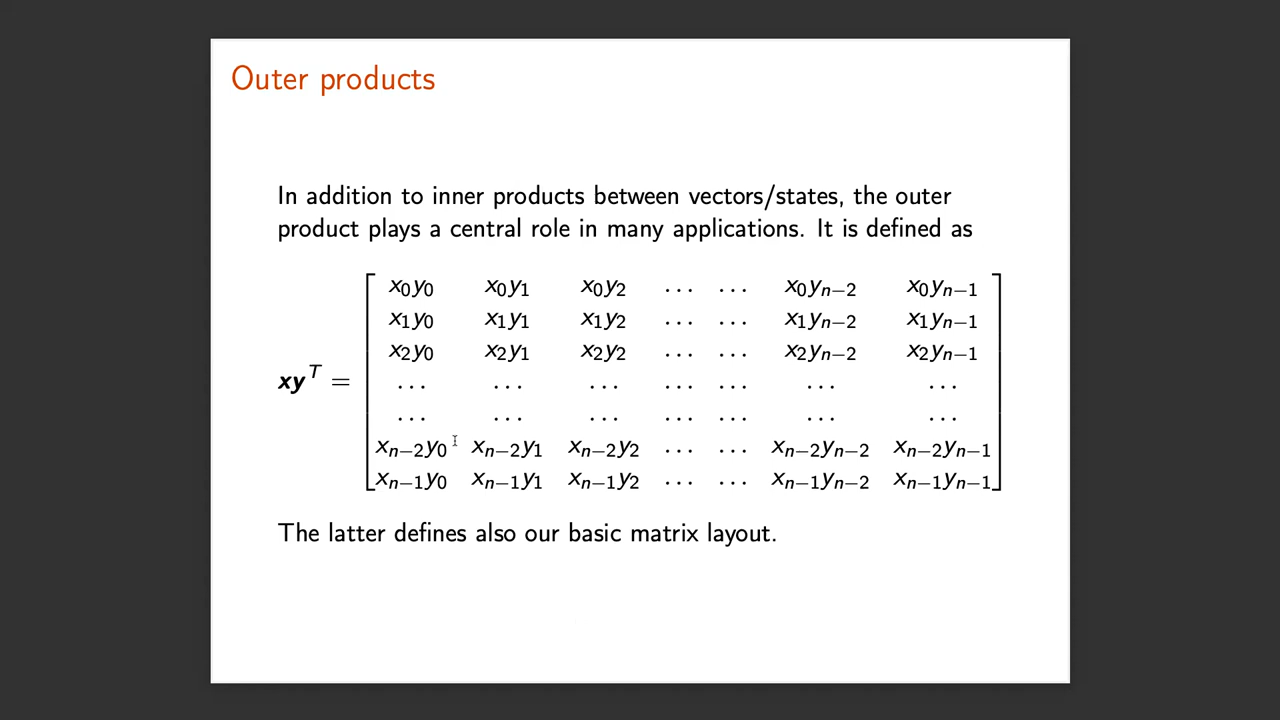 Outer products
In addition to inner products between vectors/states, the outer
product plays a central role in many applications. It is defined as
x₀y₀ x₀y₁ x₀y₂ ... ... x₀yₙ₋₂ x₀yₙ₋₁
x₁y₀ x₁y₁ x₁y₂ ... ... x₁yₙ₋₂ x₁yₙ₋₁
x₂y₀ x₂y₁ x₂y₂ ... ... x₂yₙ₋₂ x₂yₙ₋₁
xyᵀ = ... ... ... ... ... ... ...
... ... ... ... ... ... ...
xₙ₋₂y₀ xₙ₋₂y₁ xₙ₋₂y₂ ... ... xₙ₋₂yₙ₋₂ xₙ₋₂yₙ₋₁
xₙ₋₁y₀ xₙ₋₁y₁ xₙ₋₁y₂ ... ... xₙ₋₁yₙ₋₂ xₙ₋₁yₙ₋₁
The latter defines also our basic matrix layout.